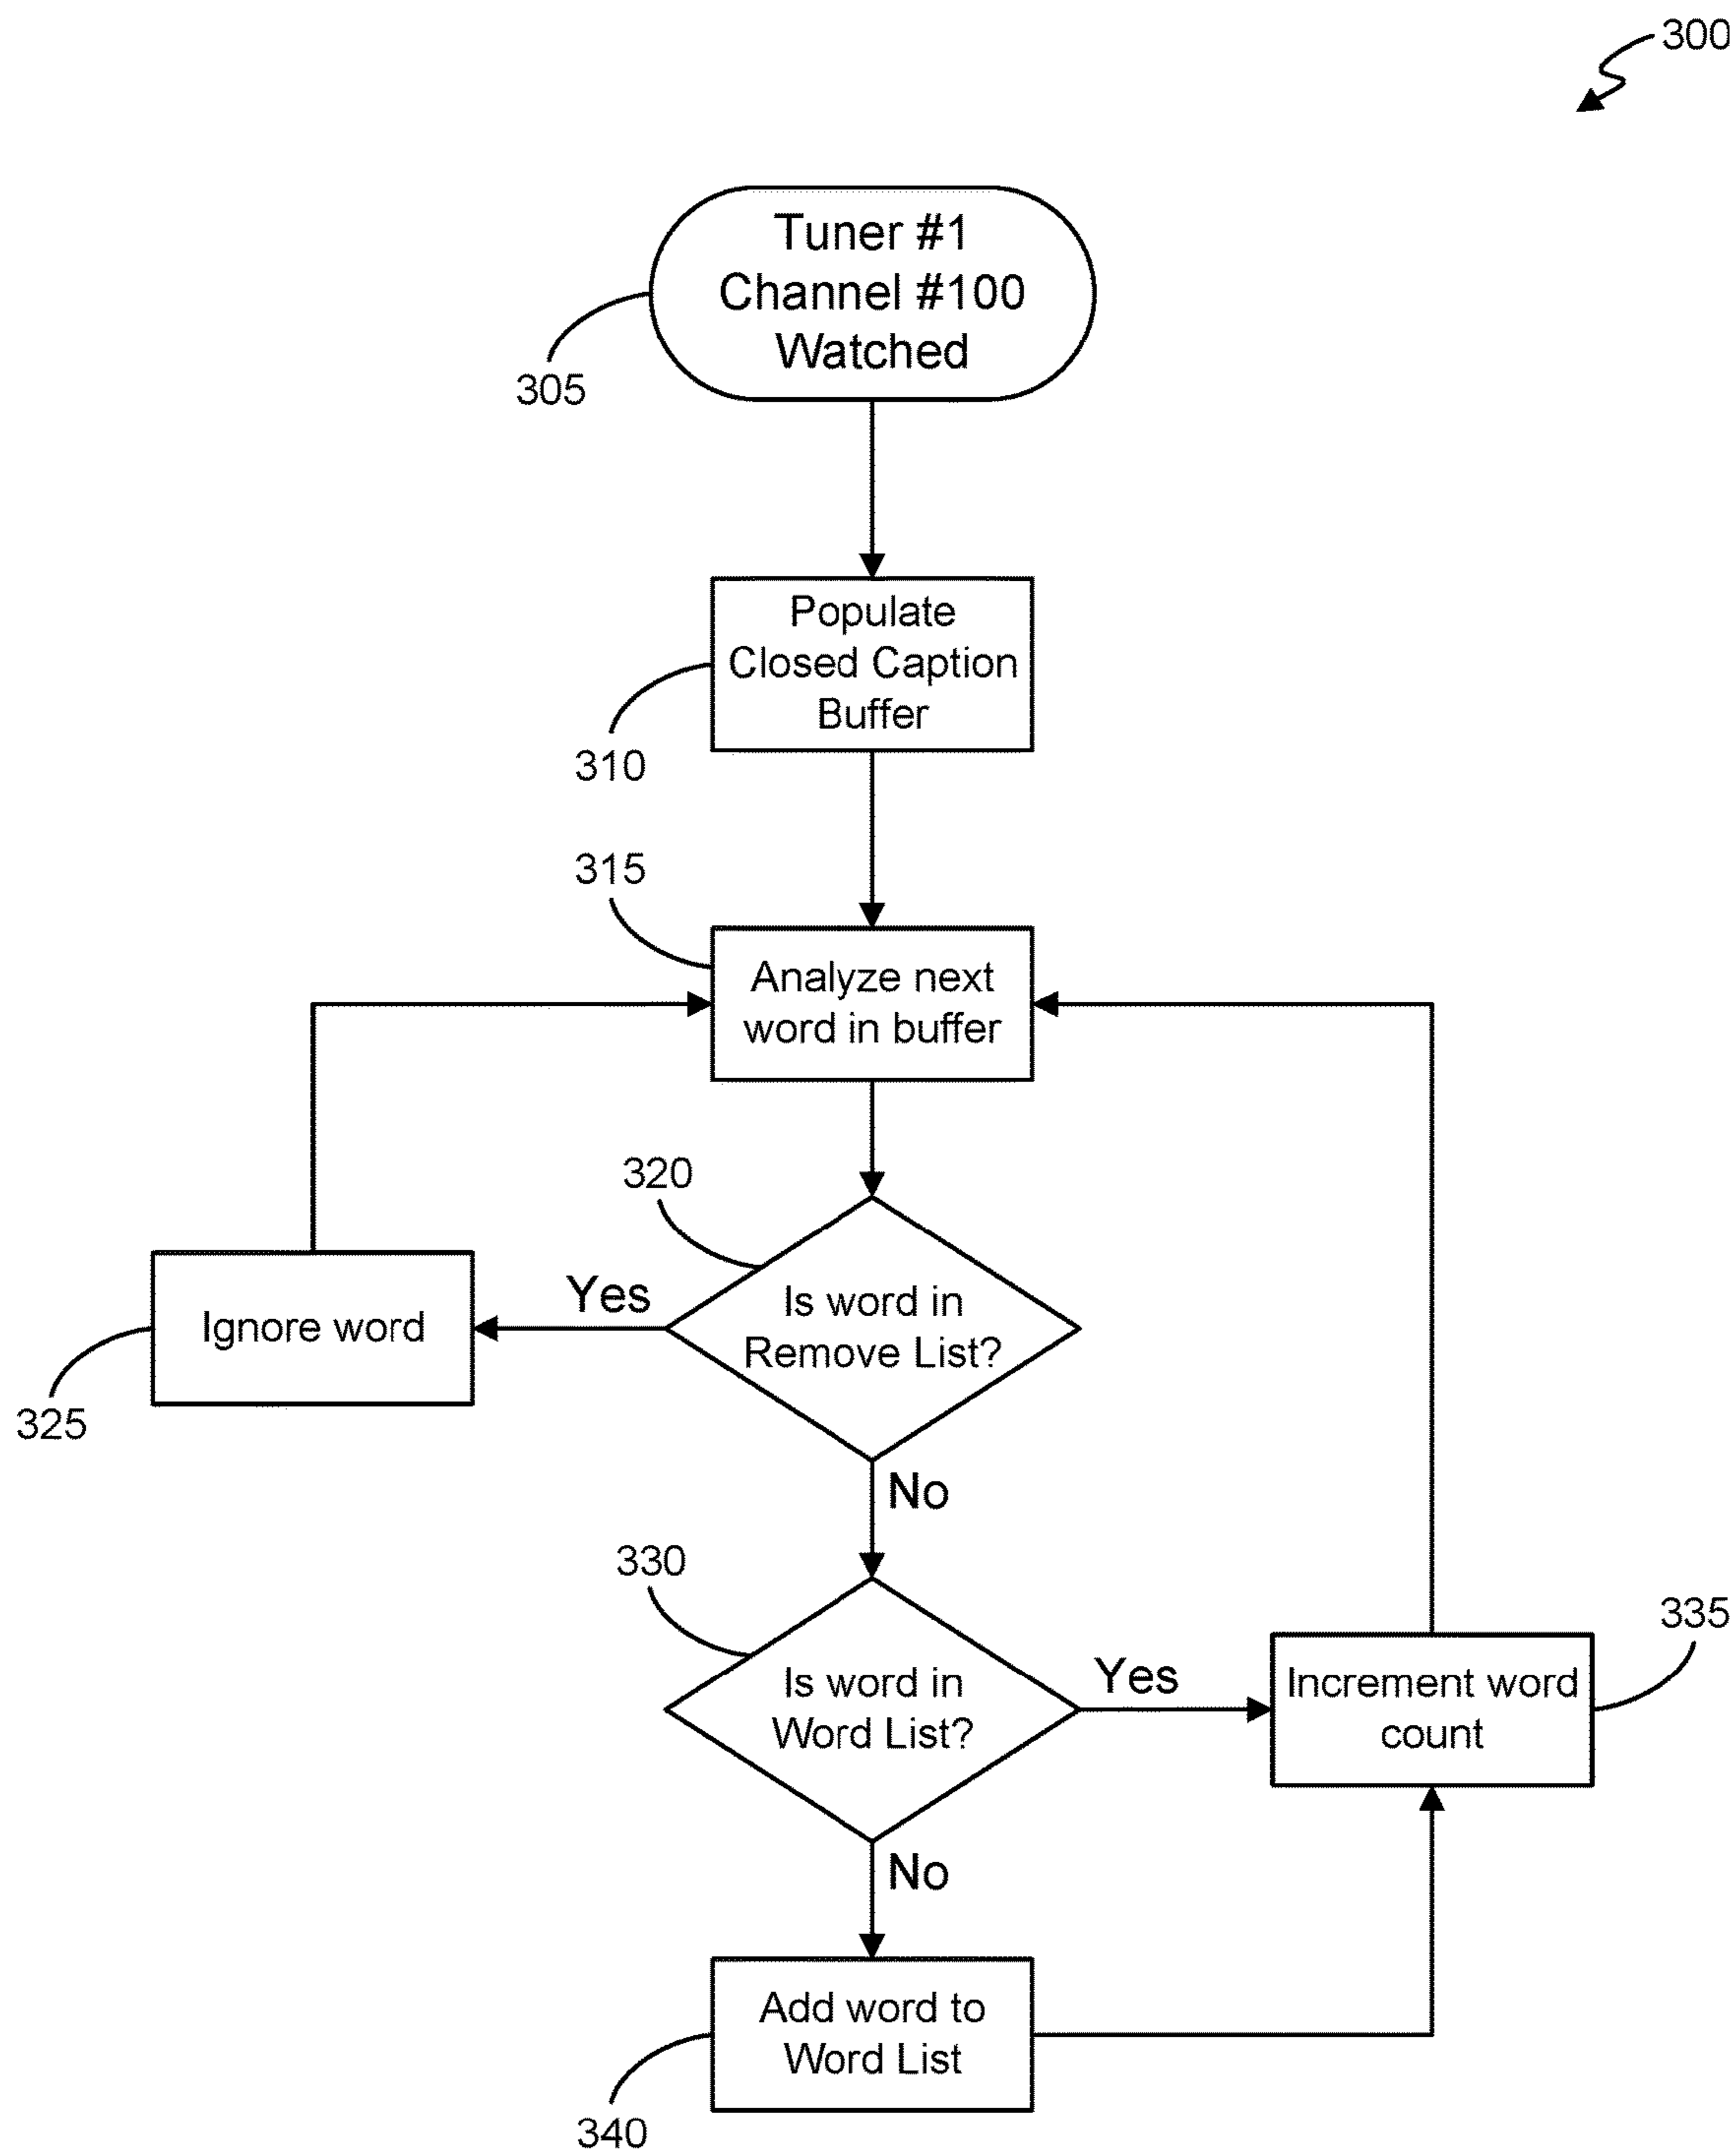 300
Tuner #1
Channel #100
Watched
305
Populate
Closed Caption
Buffer
310
315
Analyze next
word in buffer
320
Yes
Is word in
Remove List?
Ignore word
325
No
330
Is word in
Word List?
Yes
335
Increment word
count
No
Add word to
Word List
340